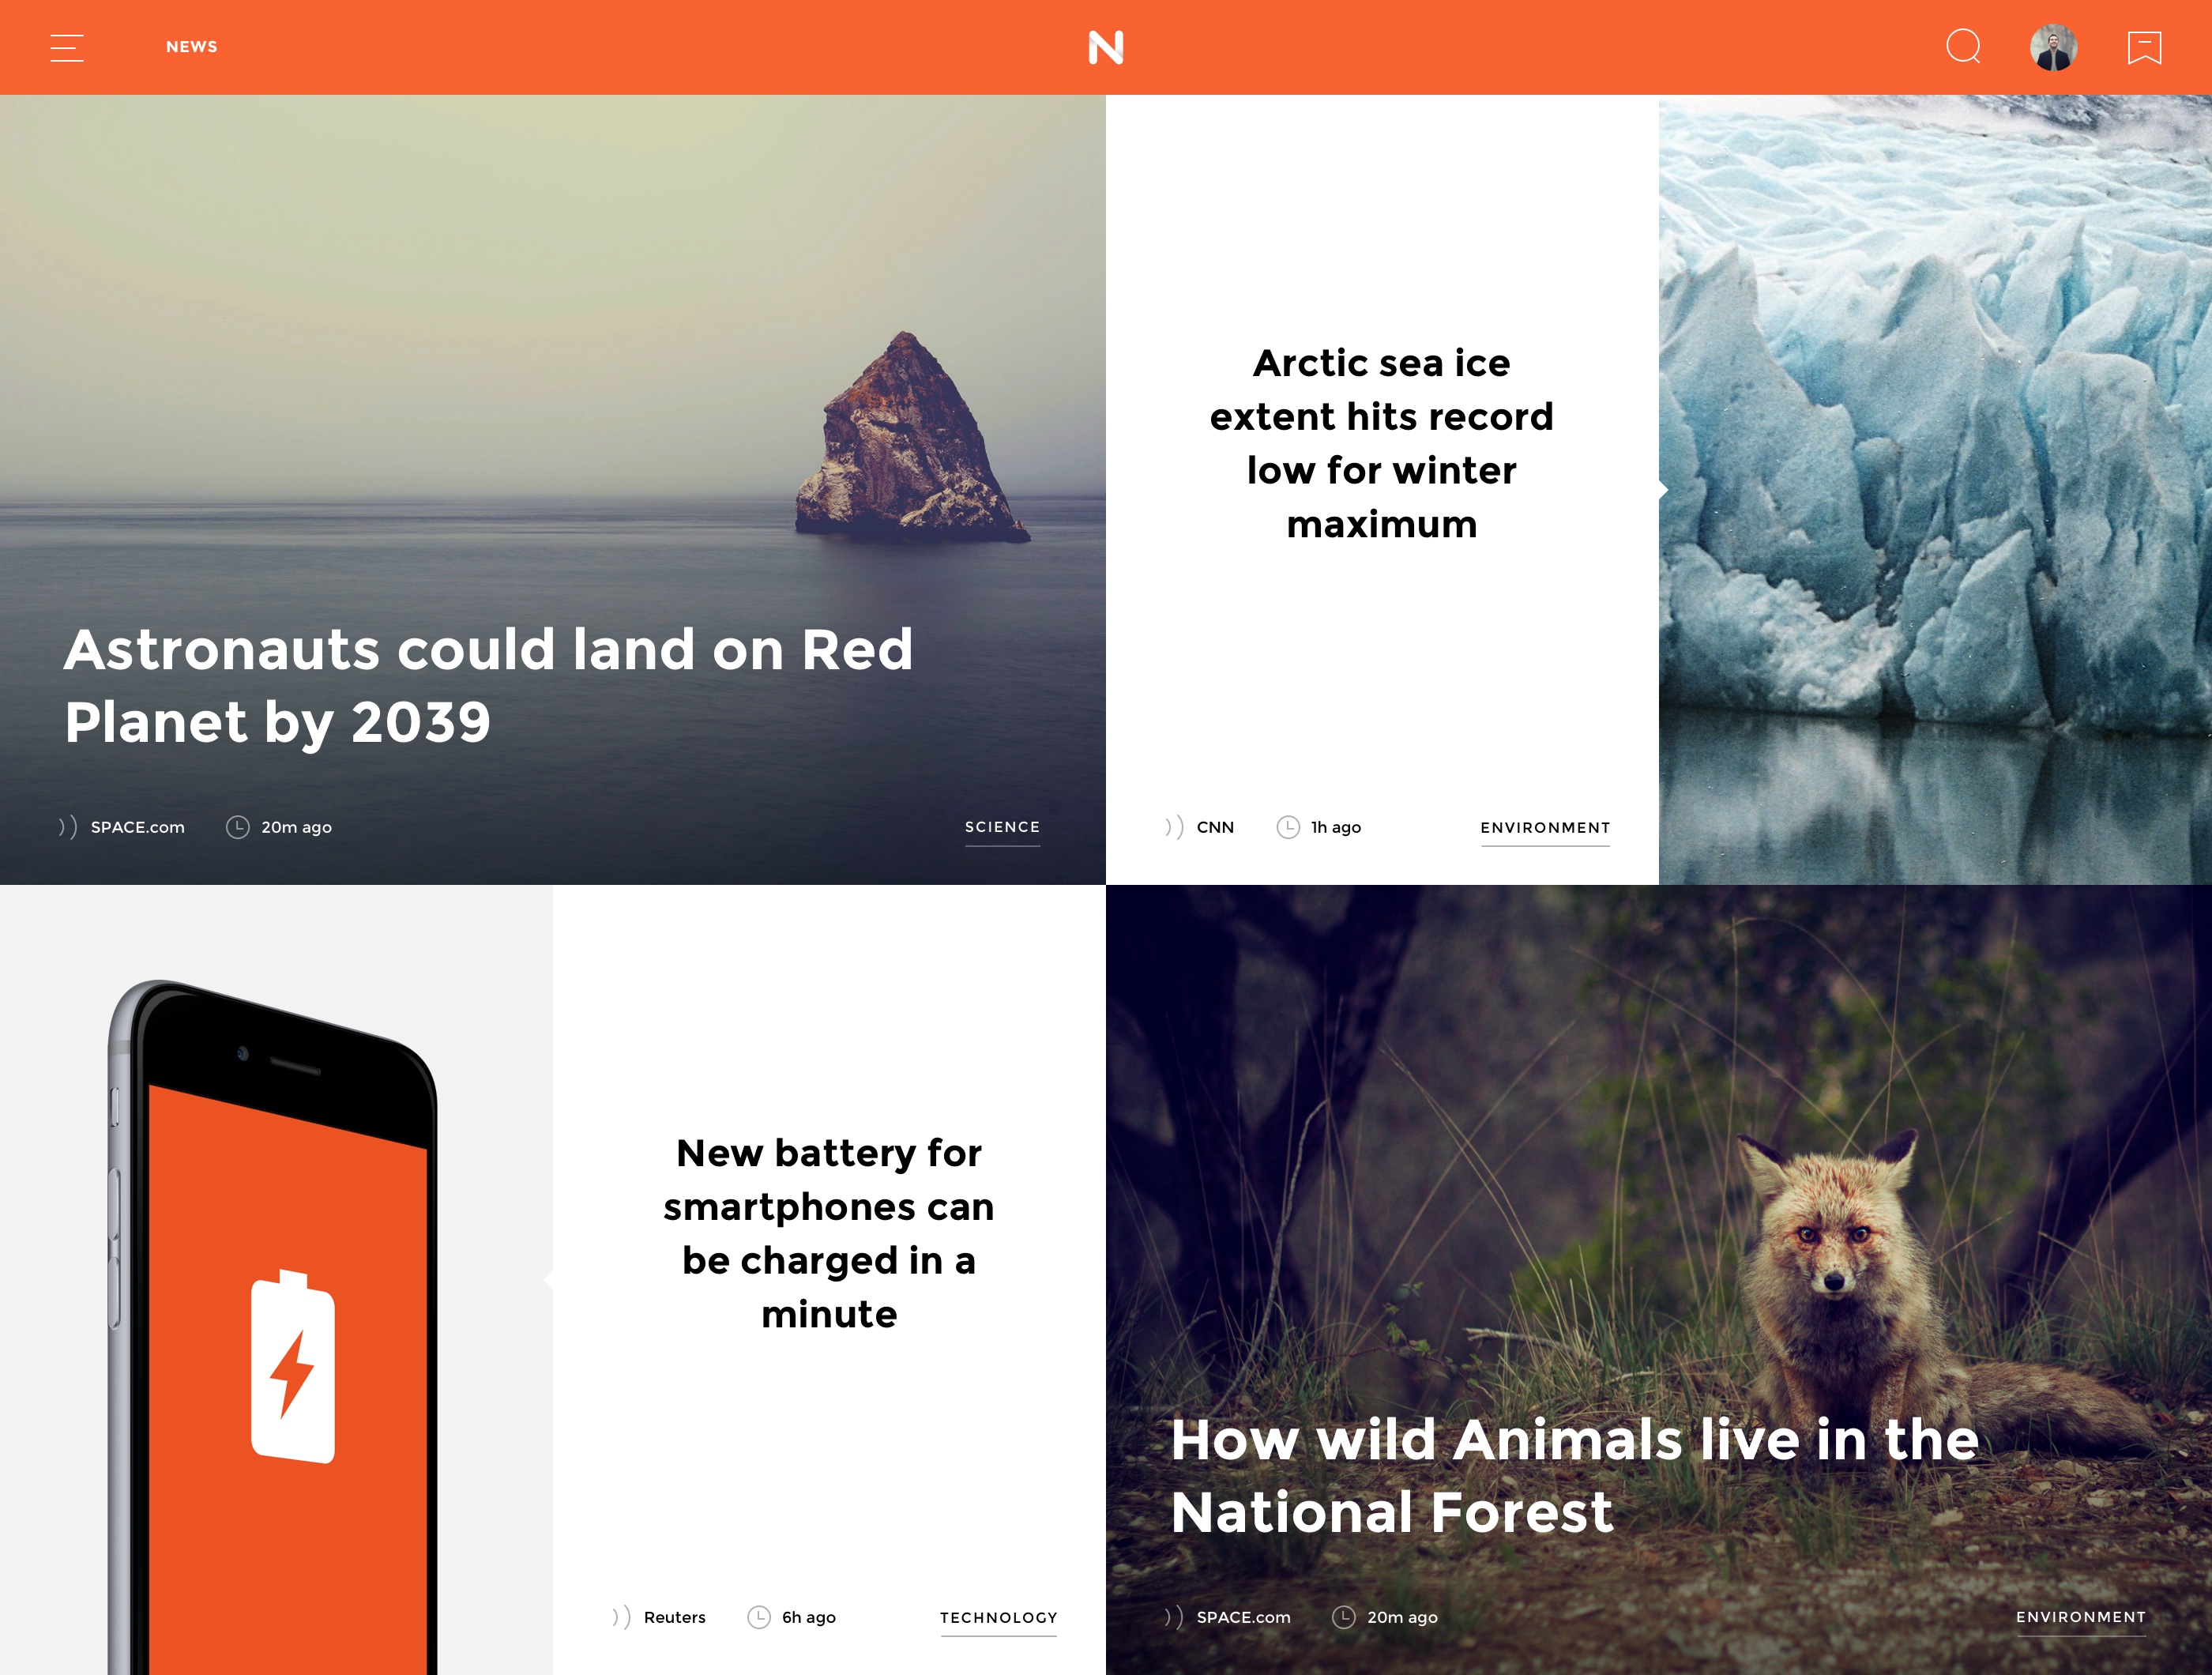 NEWS
N
Astronauts could land on Red
Planet by 2039
SPACE.com
20m ago
SCIENCE
Arctic sea ice
extent hits record
low for winter
maximum
CNN
1h ago
ENVIRONMENT
New battery for
smartphones can
be charged in a
minute
Reuters
6h ago
TECHNOLOGY
How wild Animals live in the
National Forest
SPACE.com
20m ago
ENVIRONMENT